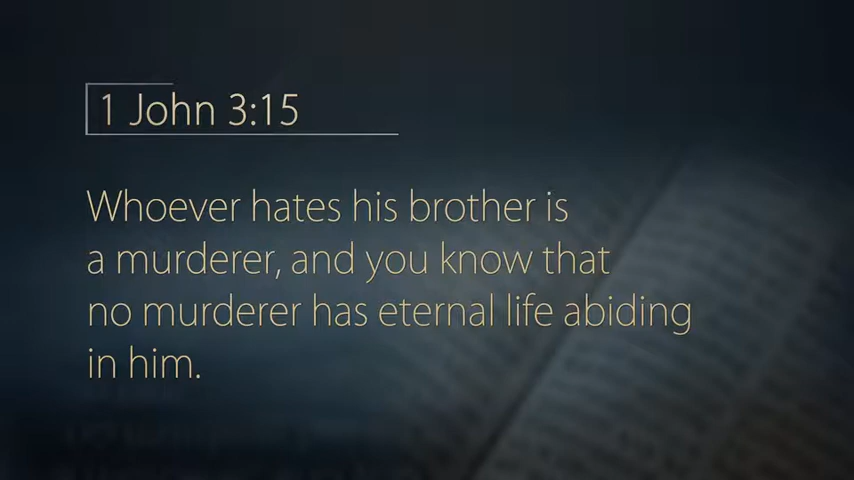 1 John 3:15
Whoever hates his brother is
a murderer, and you know that
no murderer has eternal life abiding
in him.